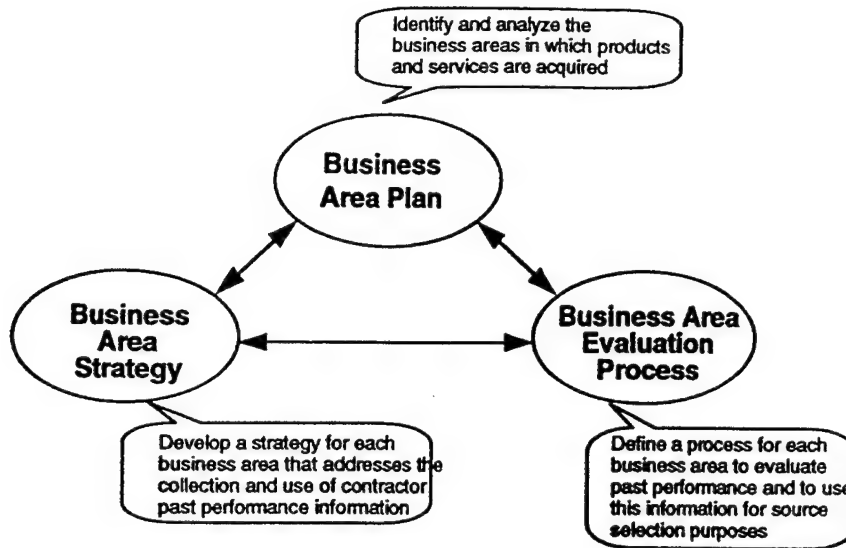 Identify and analyze the
business areas in which products
and services are acquired
Business
Area Plan
Business
Area
Strategy
Business Area
Evaluation
Process
Develop a strategy for each
business area that addresses the
collection and use of contractor
past performance information
Define a process for each
business area to evaluate
past performance and to use
this information for source
selection purposes